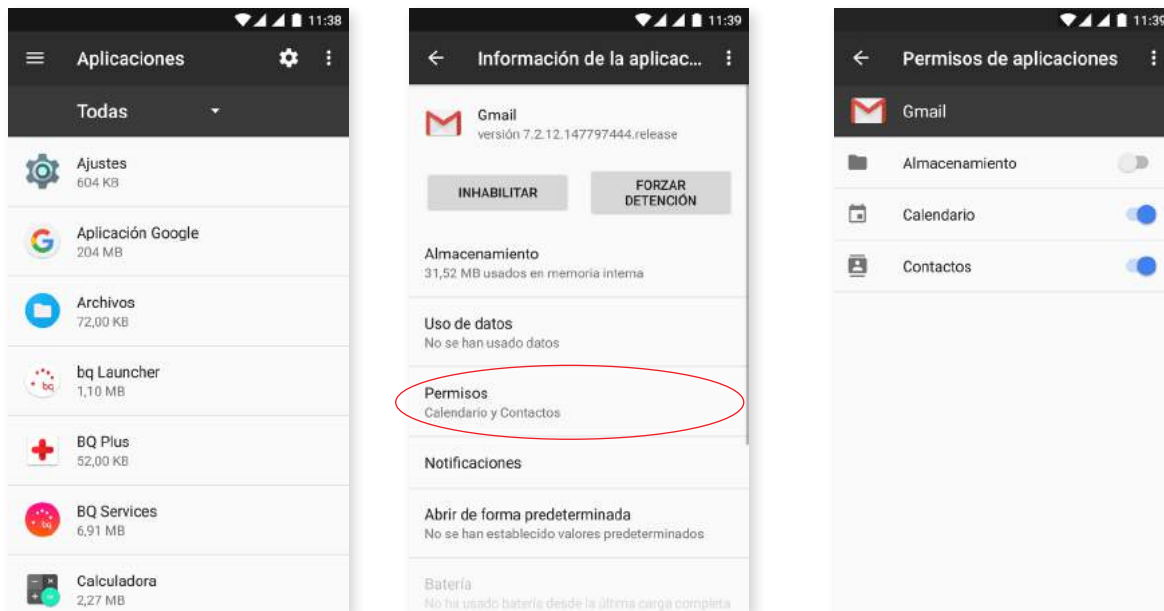 11:38
Aplicaciones
Todas
Ajustes
604 KB
Aplicación Google
204 MB
Archivos
72,00 KB
bq Launcher
1,10 MB
BQ Plus
52,00 KB
BQ Services
6,91 MB
Calculadora
2,27 MB
11:39
Información de la aplicac...
Gmail
versión 7.2.12.147797444.release
INHABILITAR
FORZAR
DETENCIÓN
Almacenamiento
31,52 MB usados en memoria interna
Uso de datos
No se han usado datos
Permisos
Calendario y Contactos
Notificaciones
Abrir de forma predeterminada
No se han establecido valores predeterminados
Batería
No ha usado batería desde la última carga completa
11:39
Permisos de aplicaciones
Gmail
Almacenamiento
Calendario
Contactos